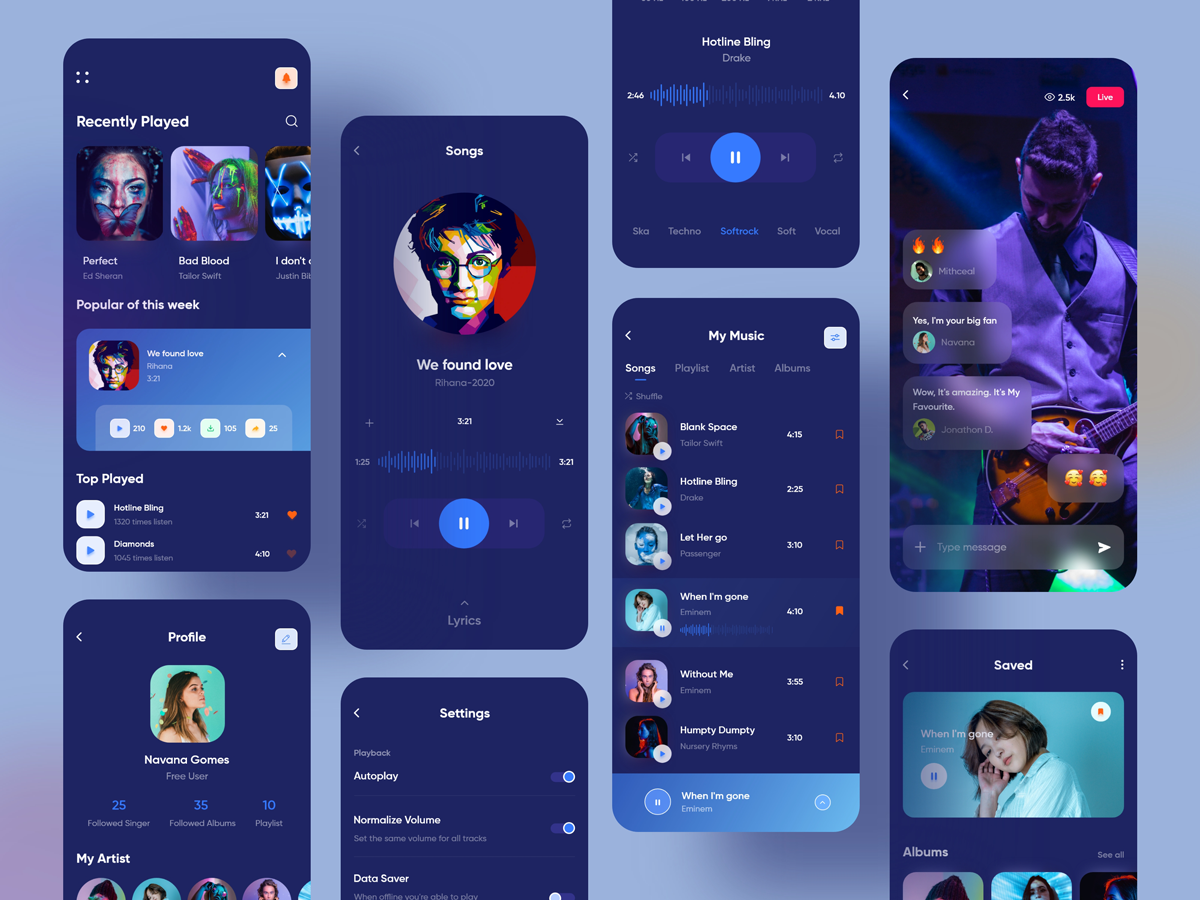 Recently Played
Perfect
Ed Sheran
Bad Blood
Tailor Swift
I don't c
Justin Bib
Popular of this week
We found love
Rihana
3:21
210
1.2k
105
25
Top Played
Hotline Bling
1320 times listen
3:21
Diamonds
1045 times listen
4:10
Profile
Navana Gomes
Free User
25
35
10
Followed Singer
Followed Albums
Playlist
My Artist
Songs
We found love
Rihana-2020
3:21
1:25
3:21
Lyrics
Settings
Playback
Autoplay
Normalize Volume
Set the same volume for all tracks
Data Saver
When offline you're able to play
Hotline Bling
Drake
2:46
4.10
Ska
Techno
Softrock
Soft
Vocal
My Music
Songs
Playlist
Artist
Albums
Shuffle
Blank Space
Tailor Swift
4:15
Hotline Bling
Drake
2:25
Let Her go
Passenger
3:10
When I'm gone
Eminem
4:10
Without Me
Eminem
3:55
Humpty Dumpty
Nursery Rhyms
3:10
When I'm gone
Eminem
2.5k
Live
Mithceal
Yes, I'm your big fan
Navana
Wow, It's amazing. It's My
Favourite.
Jonathon D.
Type message
Saved
When I'm gone
Eminem
Albums
See all